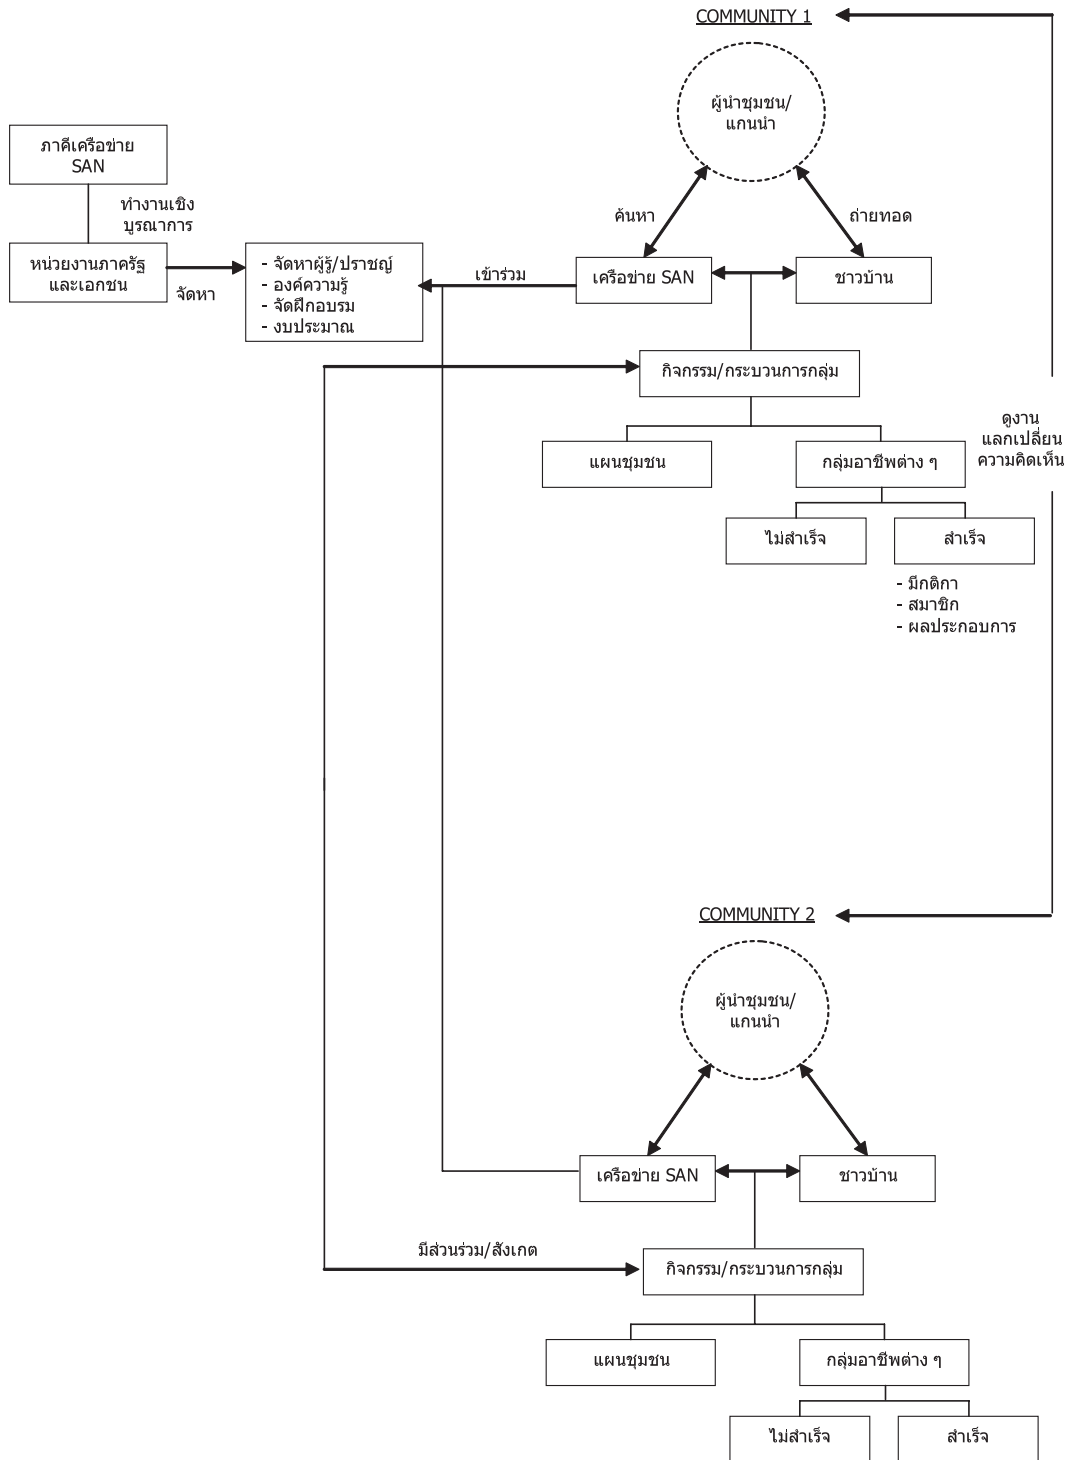 COMMUNITY 1
ผู้นำชุมชน/
แกนนำ
ภาคีเครือข่าย
SAN
ทำงานเชิง
บูรณาการ
ค้นหา
ถ่ายทอด
หน่วยงานภาครัฐ
และเอกชน
จัดหา
- จัดหาผู้รู้/ปราชญ์
- องค์ความรู้
- จัดฝึกอบรม
- งบประมาณ
เข้าร่วม
เครือข่าย SAN
ชาวบ้าน
กิจกรรม/กระบวนการกลุ่ม
ดูงาน
แลกเปลี่ยน
ความคิดเห็น
แผนชุมชน
กลุ่มอาชีพต่าง ๆ
ไม่สำเร็จ
สำเร็จ
- มีกติกา
- สมาชิก
- ผลประกอบการ
COMMUNITY 2
ผู้นำชุมชน/
แกนนำ
เครือข่าย SAN
ชาวบ้าน
มีส่วนร่วม/สังเกต
กิจกรรม/กระบวนการกลุ่ม
แผนชุมชน
กลุ่มอาชีพต่าง ๆ
ไม่สำเร็จ
สำเร็จ